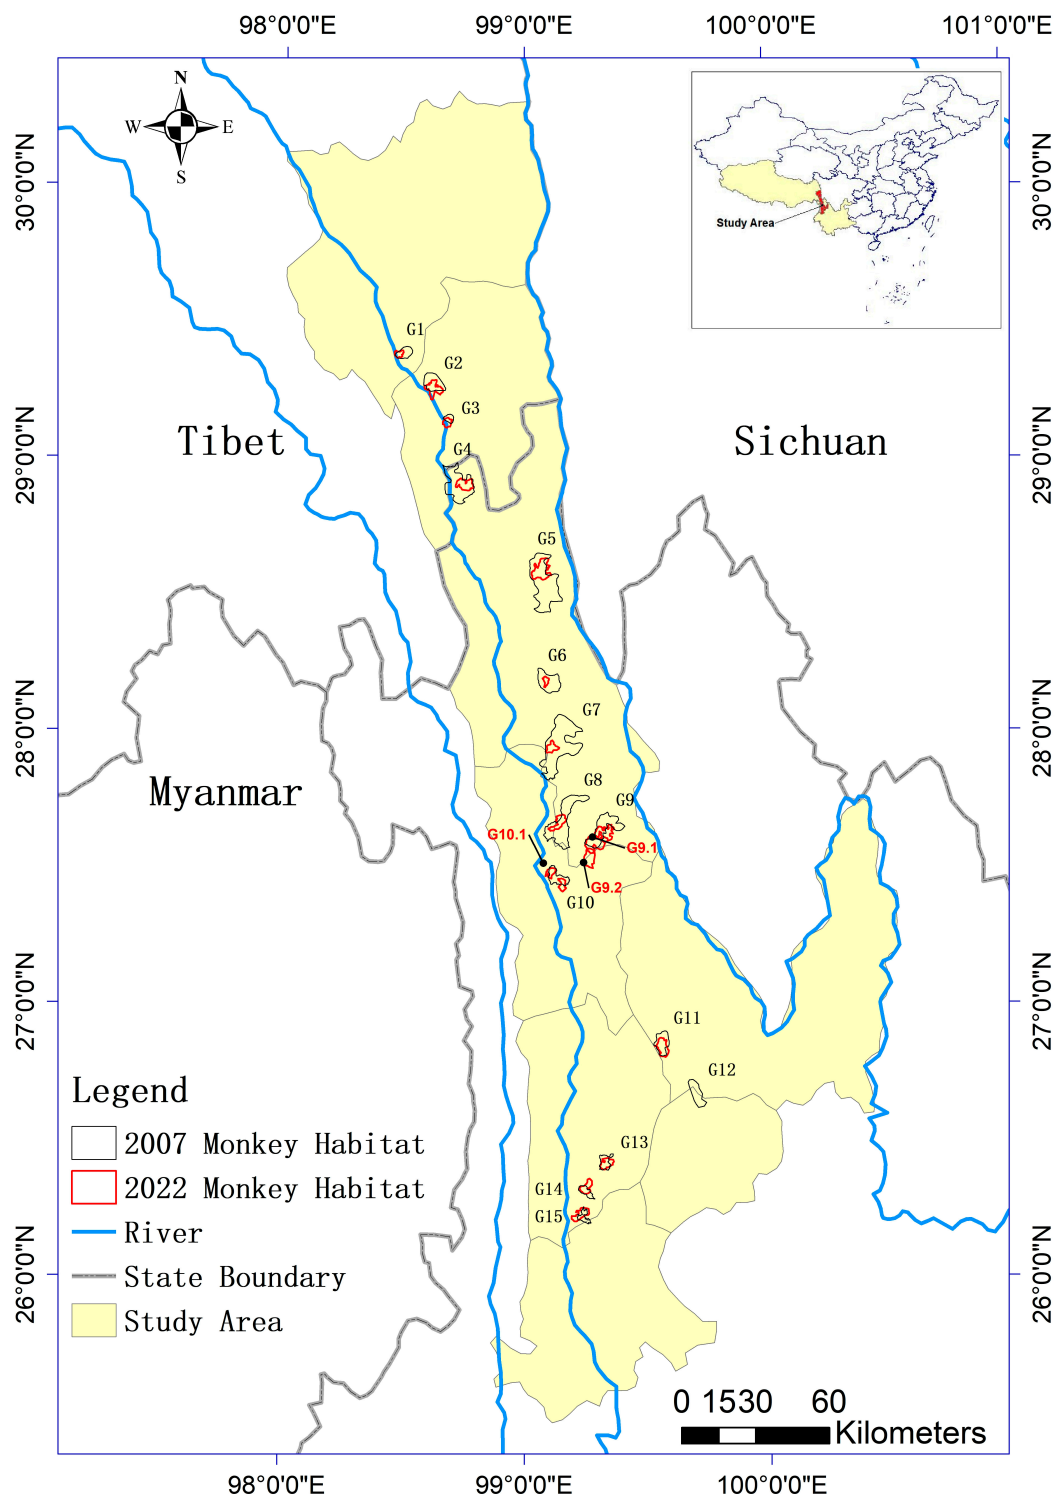 98°0'0"E 99°0'0"E 100°0'0"E 101°0'0"E
N
W E
S
Study Area
30°0'0"N 30°0'0"N
G1
G2
G3
Tibet Sichuan
G4
29°0'0"N 29°0'0"N
G5
G6
G7
28°0'0"N 28°0'0"N
Myanmar
G8
G9
G10.1
G9.1
G9.2
G10
27°0'0"N 27°0'0"N
G11
G12
Legend
2007 Monkey Habitat
G13
2022 Monkey Habitat
G14
G15
River
State Boundary
26°0'0"N 26°0'0"N
Study Area
0 1530 60
Kilometers
98°0'0"E 99°0'0"E 100°0'0"E